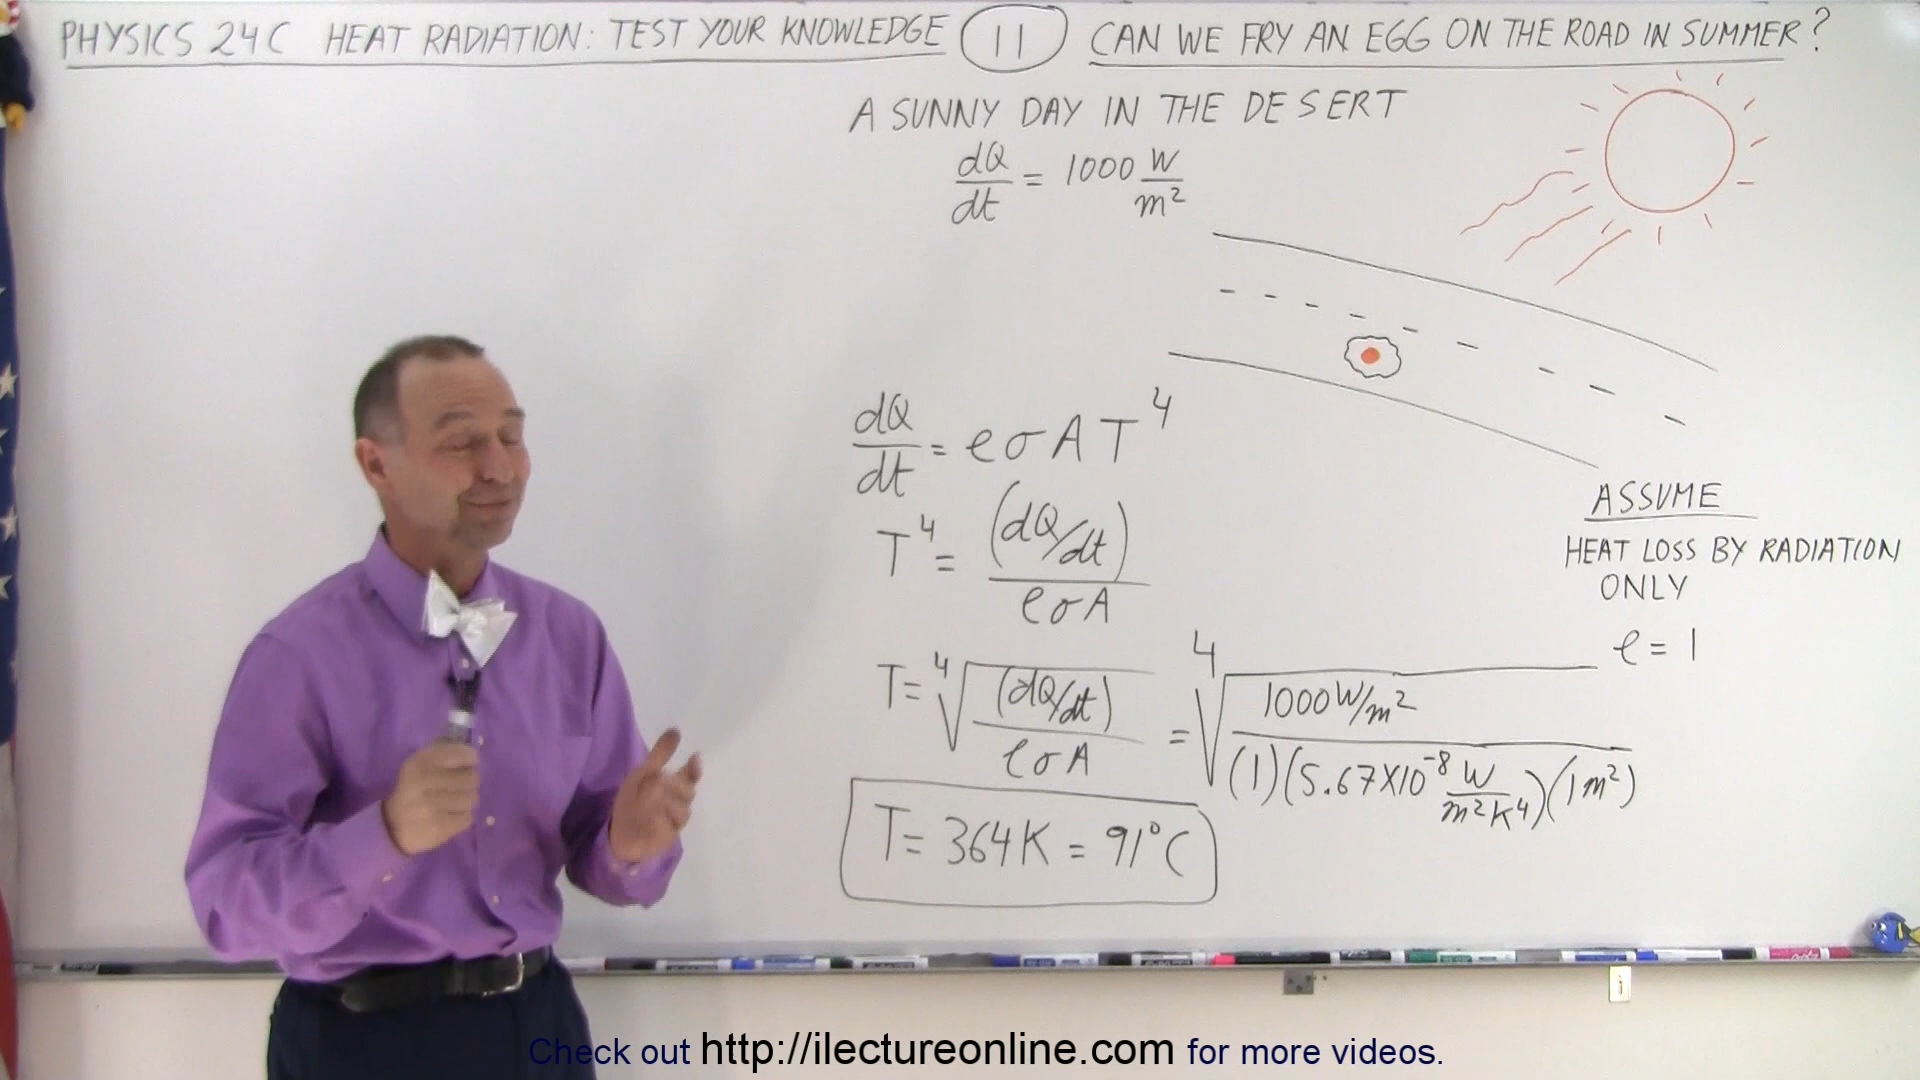 PHYSICS 24C HEAT RADIATION: TEST YOUR KNOWLEDGE 11 CAN WE FRY AN EGG ON THE ROAD IN SUMMER?
A SUNNY DAY IN THE DESERT
dQ/dt = 1000 W/m²
dQ/dt = eσAT⁴
T⁴ = (dQ/dt)/eσA
ASSUME
HEAT LOSS BY RADIATION
ONLY
e = 1
T = ⁴√((dQ/dt)/eσA) = ⁴√(1000 W/m²/(1)(5.67X10⁻⁸ W/m²K⁴)(1m²))
T = 364K = 91°C
Check out http://ilectureonline.com for more videos.